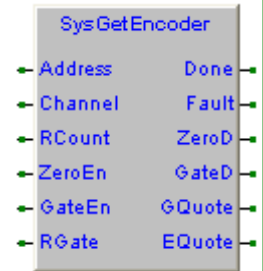 SysGetEncoder
Address Done
Channel Fault
RCount ZeroD
ZeroEn GateD
GateEn GQuote
RGate EQuote